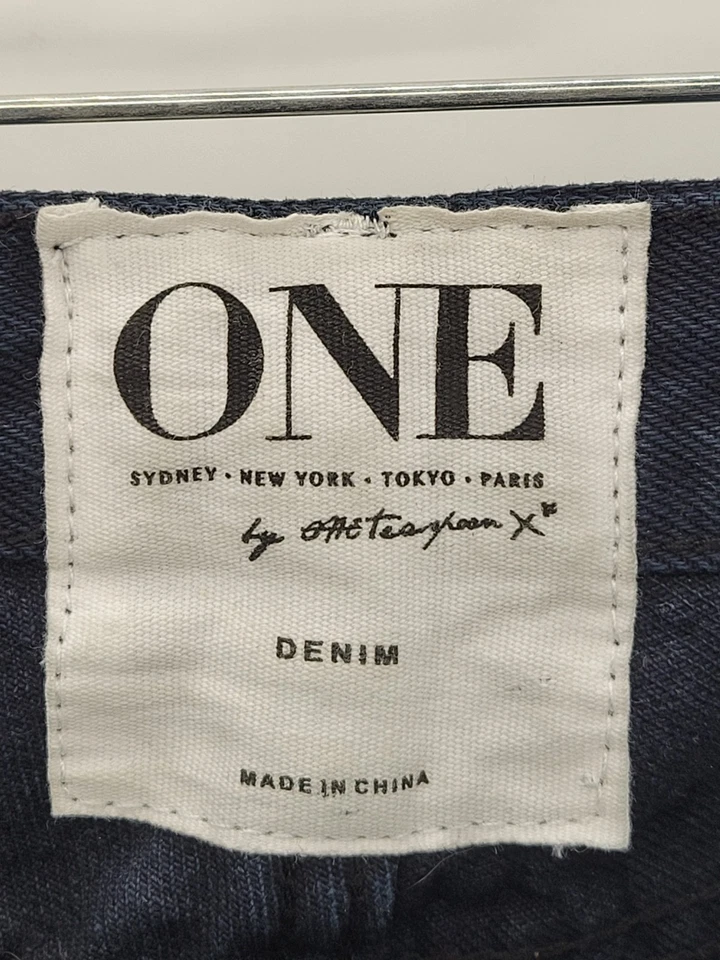 ONE
SYDNEY • NEW YORK • TOKYO • PARIS
by ONEteaspoon X
DENIM
MADE IN CHINA